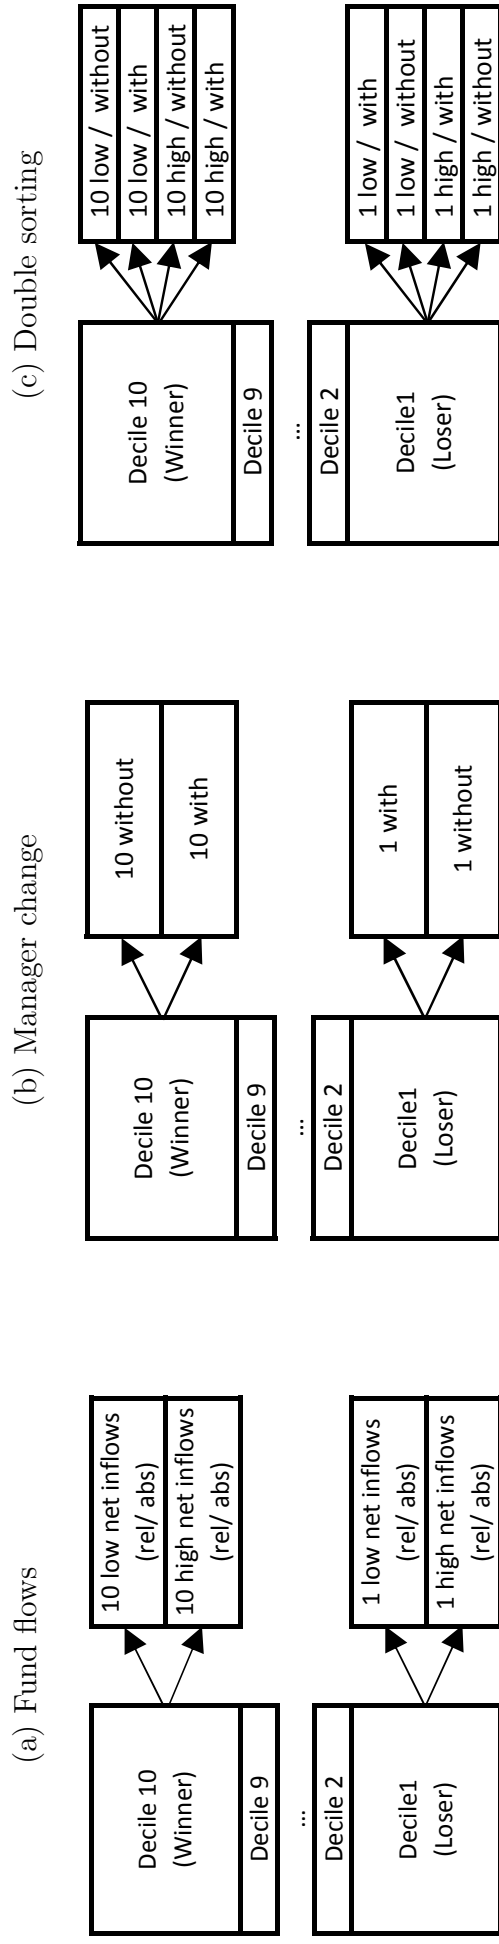 (a) Fund flows
Decile 10
(Winner)
Decile 9
...
Decile 2
Decile1
(Loser)
10 low net inflows
(rel/ abs)
10 high net inflows
(rel/ abs)
1 low net inflows
(rel/ abs)
1 high net inflows
(rel/ abs)
(b) Manager change
Decile 10
(Winner)
Decile 9
...
Decile 2
Decile1
(Loser)
10 without
10 with
1 with
1 without
(c) Double sorting
Decile 10
(Winner)
Decile 9
...
Decile 2
Decile1
(Loser)
10 low / without
10 low / with
10 high / without
10 high / with
1 low / with
1 low / without
1 high / with
1 high / without